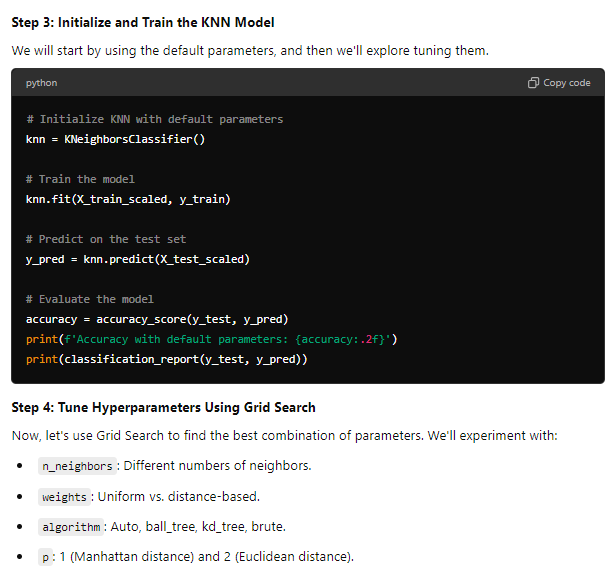 Step 3: Initialize and Train the KNN Model
We will start by using the default parameters, and then we'll explore tuning them.
python
Copy code
# Initialize KNN with default parameters
knn = KNeighborsClassifier()
# Train the model
knn.fit(X_train_scaled, y_train)
# Predict on the test set
y_pred = knn.predict(X_test_scaled)
# Evaluate the model
accuracy = accuracy_score(y_test, y_pred)
print(f'Accuracy with default parameters: {accuracy:.2f}')
print(classification_report(y_test, y_pred))
Step 4: Tune Hyperparameters Using Grid Search
Now, let's use Grid Search to find the best combination of parameters. We'll experiment with:
• n_neighbors: Different numbers of neighbors.
• weights: Uniform vs. distance-based.
• algorithm: Auto, ball_tree, kd_tree, brute.
• p: 1 (Manhattan distance) and 2 (Euclidean distance).